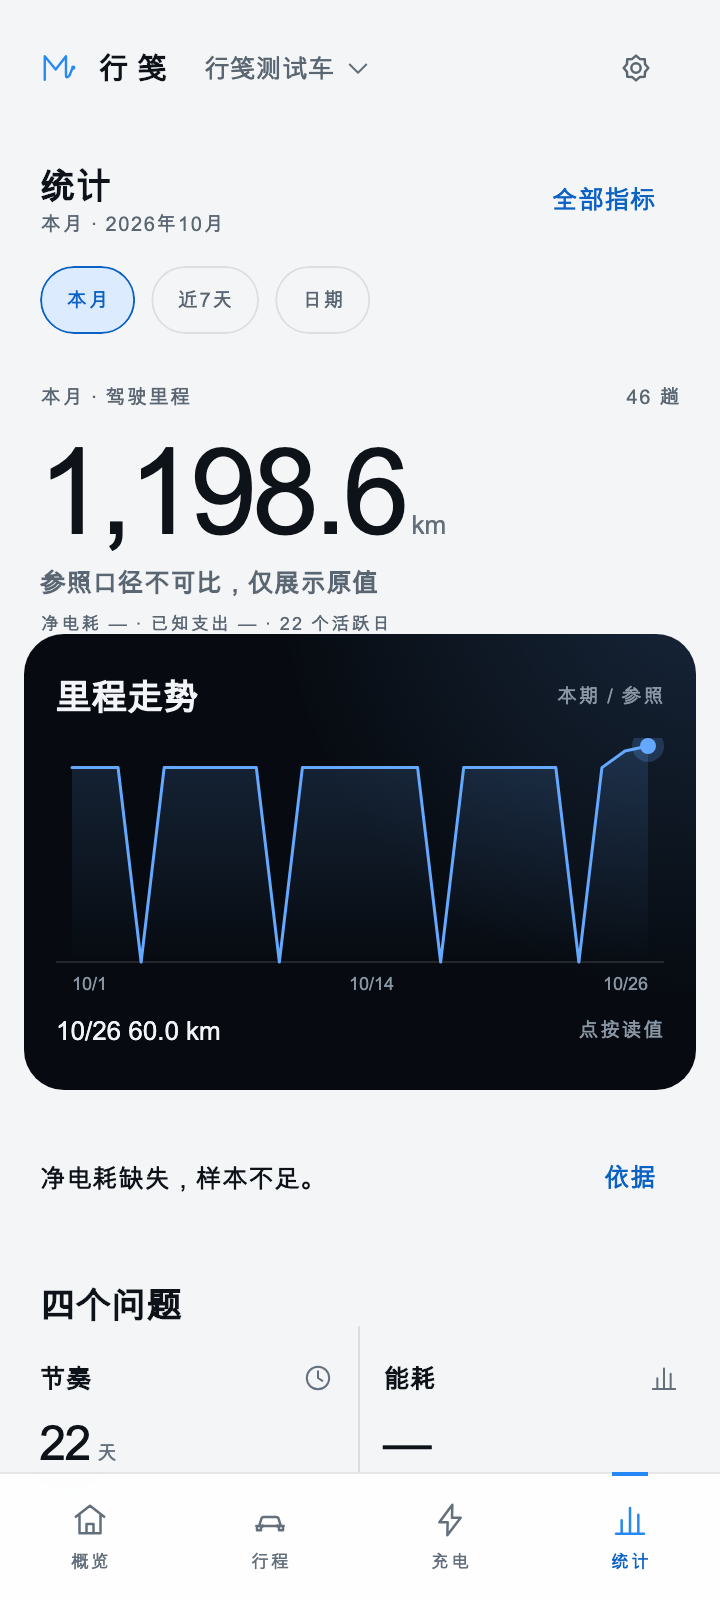 行笺 行笺测试车
统计
全部指标
本月 · 2026年10月
本月 近7天 日期
本月 · 驾驶里程 46 趟
1,198.6 km
参照口径不可比，仅展示原值
净电耗 — · 已知支出 — · 22 个活跃日
里程走势 本期 / 参照
10/1 10/14 10/26
10/26 60.0 km 点按读值
净电耗缺失，样本不足。 依据
四个问题
节奏 能耗
22 天 —
概览 行程 充电 统计